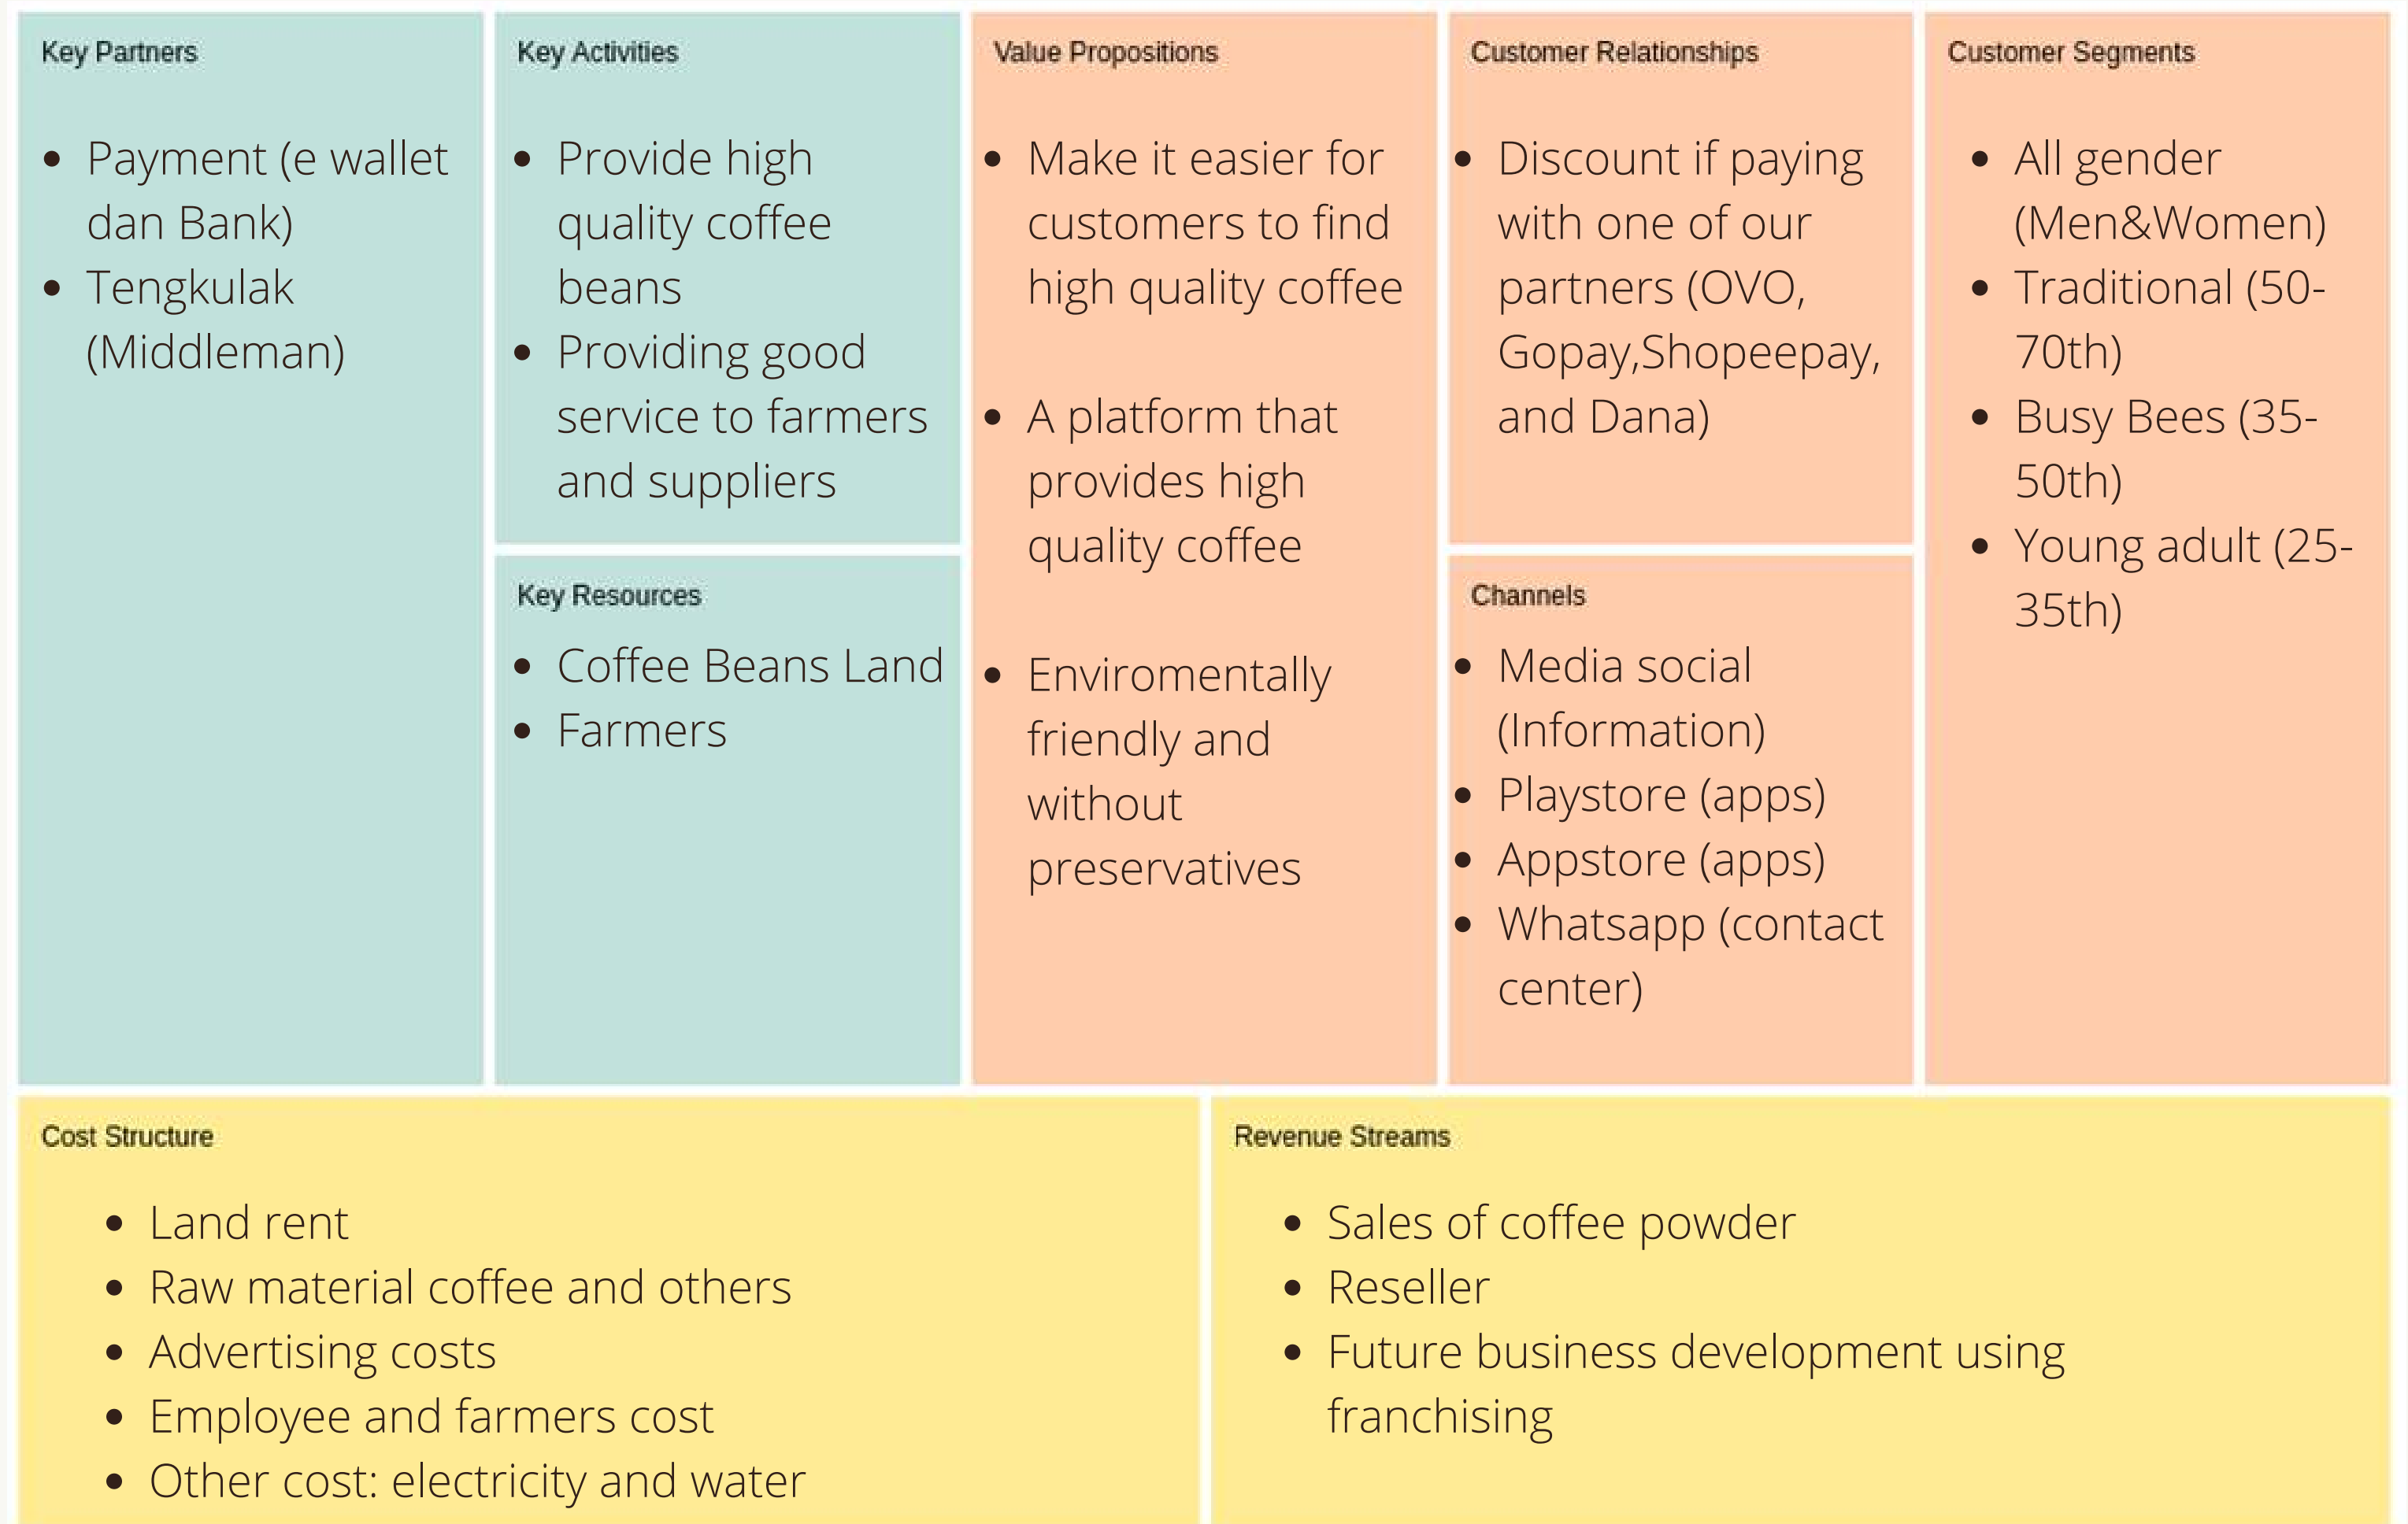 Key Partners
• Payment (e wallet
dan Bank)
• Tengkulak
(Middleman)
Key Activities
• Provide high
quality coffee
beans
• Providing good
service to farmers
and suppliers
Key Resources
• Coffee Beans Land
• Farmers
Value Propositions
• Make it easier for
customers to find
high quality coffee
• A platform that
provides high
quality coffee
• Enviromentally
friendly and
without
preservatives
Customer Relationships
• Discount if paying
with one of our
partners (OVO,
Gopay,Shopeepay,
and Dana)
Channels
• Media social
(Information)
• Playstore (apps)
• Appstore (apps)
• Whatsapp (contact
center)
Customer Segments
• All gender
(Men&Women)
• Traditional (50-
70th)
• Busy Bees (35-
50th)
• Young adult (25-
35th)
Cost Structure
• Land rent
• Raw material coffee and others
• Advertising costs
• Employee and farmers cost
• Other cost: electricity and water
Revenue Streams
• Sales of coffee powder
• Reseller
• Future business development using
franchising